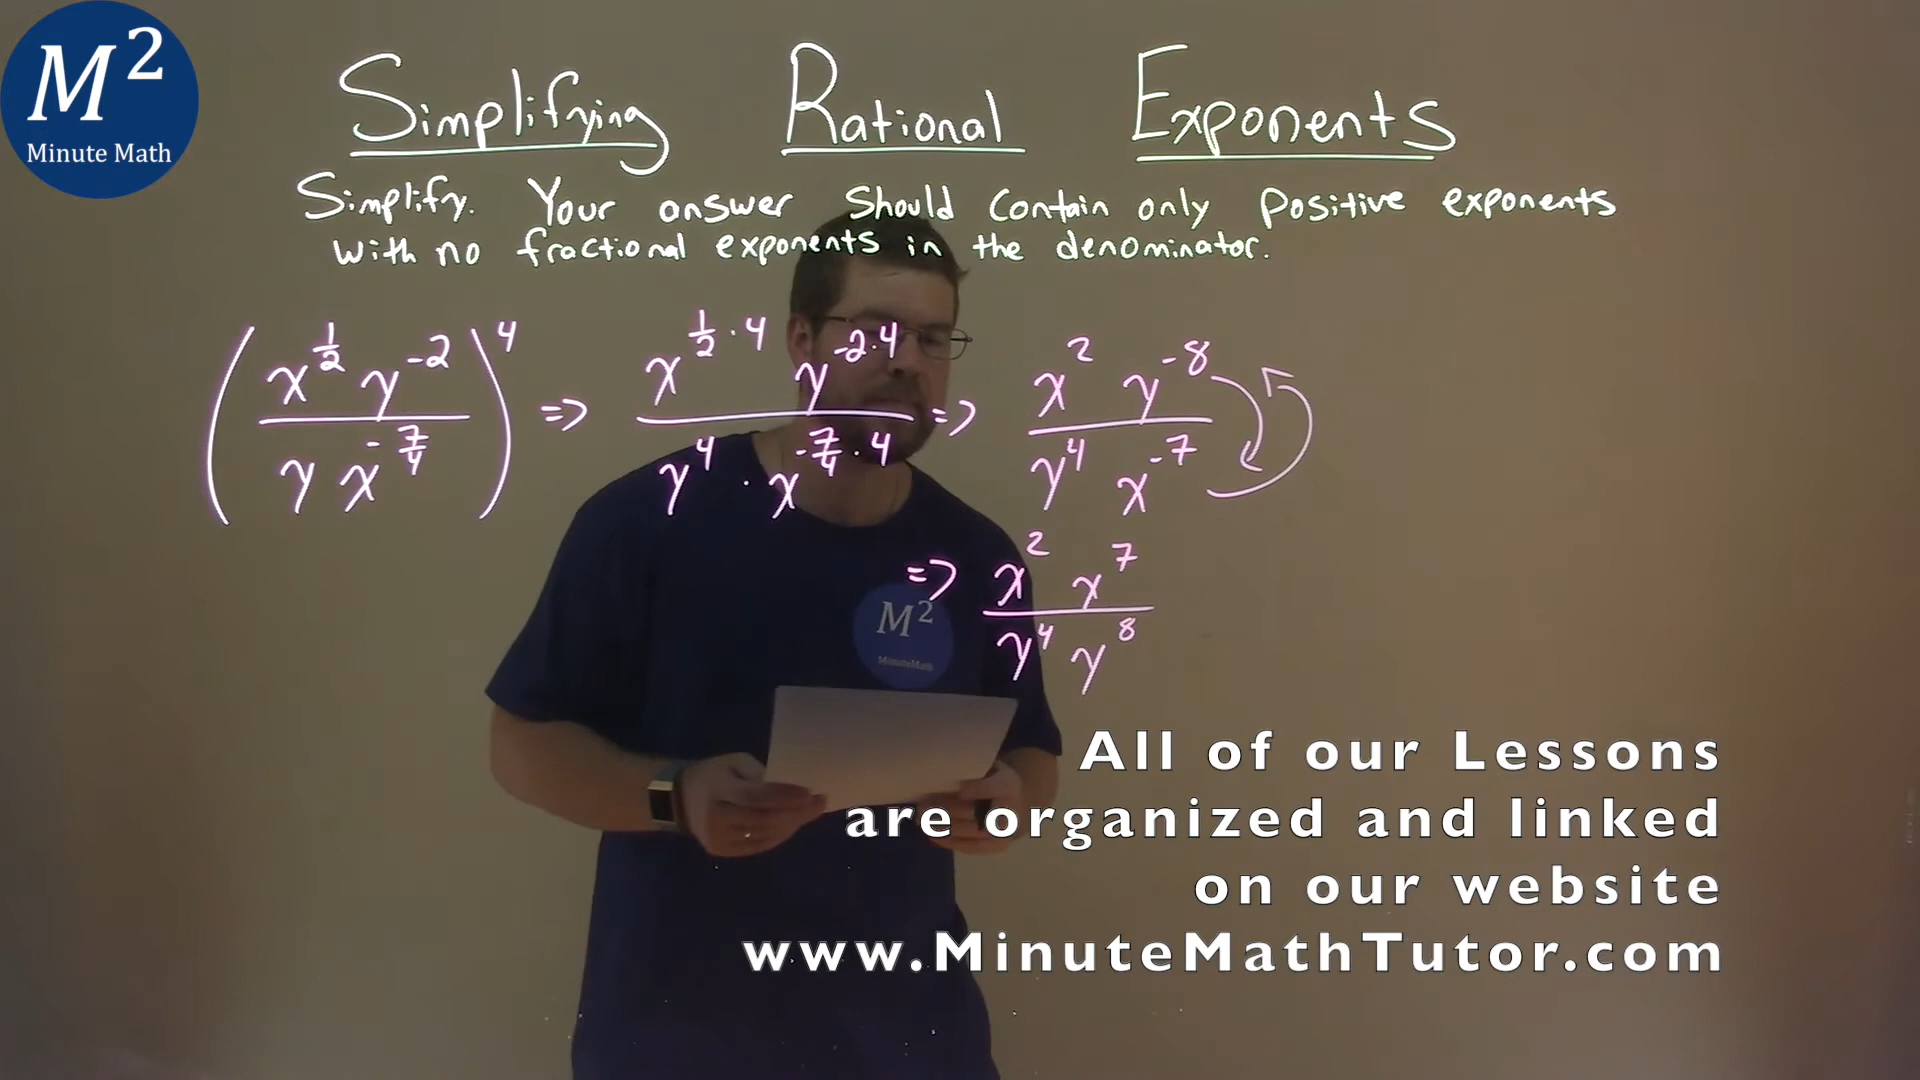 M²
Minute Math
Simplifying Rational Exponents
Simplify. Your answer should contain only positive exponents
with no fractional exponents in the denominator.
(x^{1/2} y^{-2} / y x^{-7/4})^4 => x^{1/2·4} y^{-2·4} / y^4 · x^{-7/4·4} => x^2 y^{-8} / y^4 x^{-7}
=> x^2 x^7 / y^4 y^8
M²
MinuteMath
All of our Lessons
are organized and linked
on our website
www.MinuteMathTutor.com